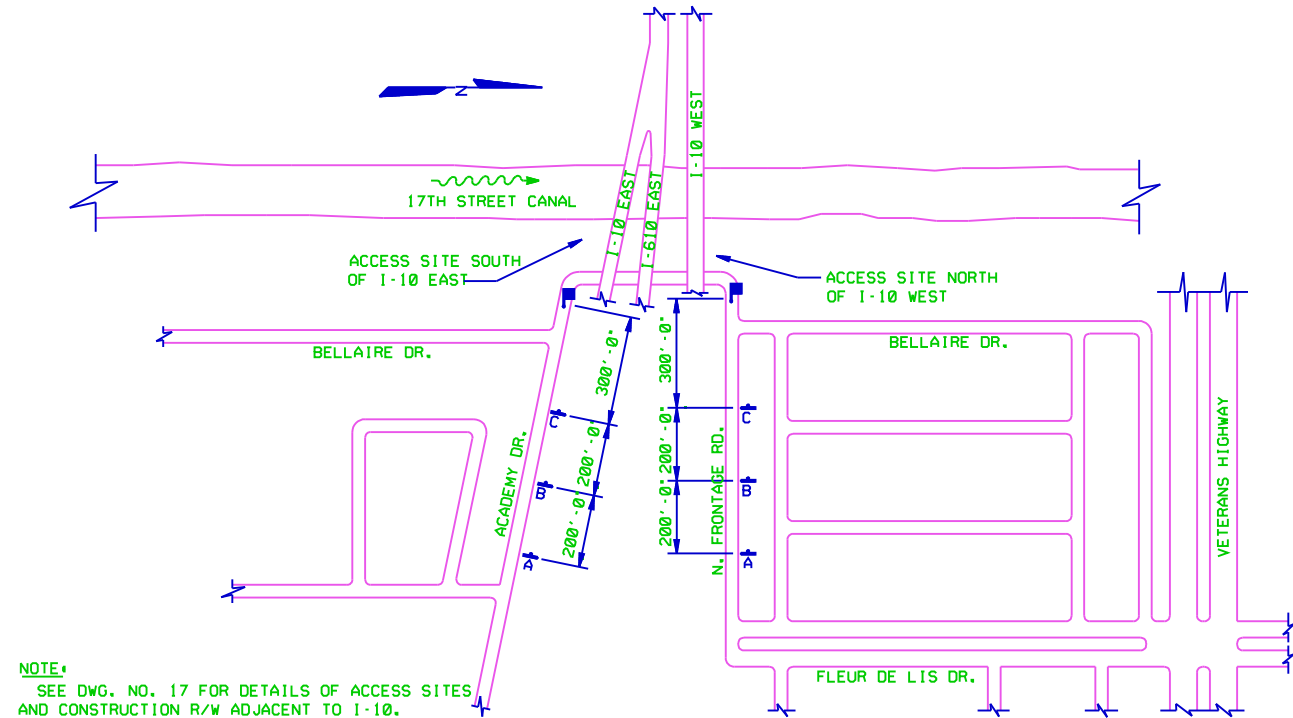 I-10 WEST
N
17TH STREET CANAL
I-10 EAST
I-610 EAST
ACCESS SITE SOUTH
OF I-10 EAST
ACCESS SITE NORTH
OF I-10 WEST
BELLAIRE DR.
BELLAIRE DR.
300'-0"
300'-0"
C
C
ACADEMY DR.
200'-0"
200'-0"
N. FRONTAGE RD.
VETERANS HIGHWAY
B
B
200'-0"
200'-0"
A
A
FLEUR DE LIS DR.
NOTE:
SEE DWG. NO. 17 FOR DETAILS OF ACCESS SITES
AND CONSTRUCTION R/W ADJACENT TO I-10.